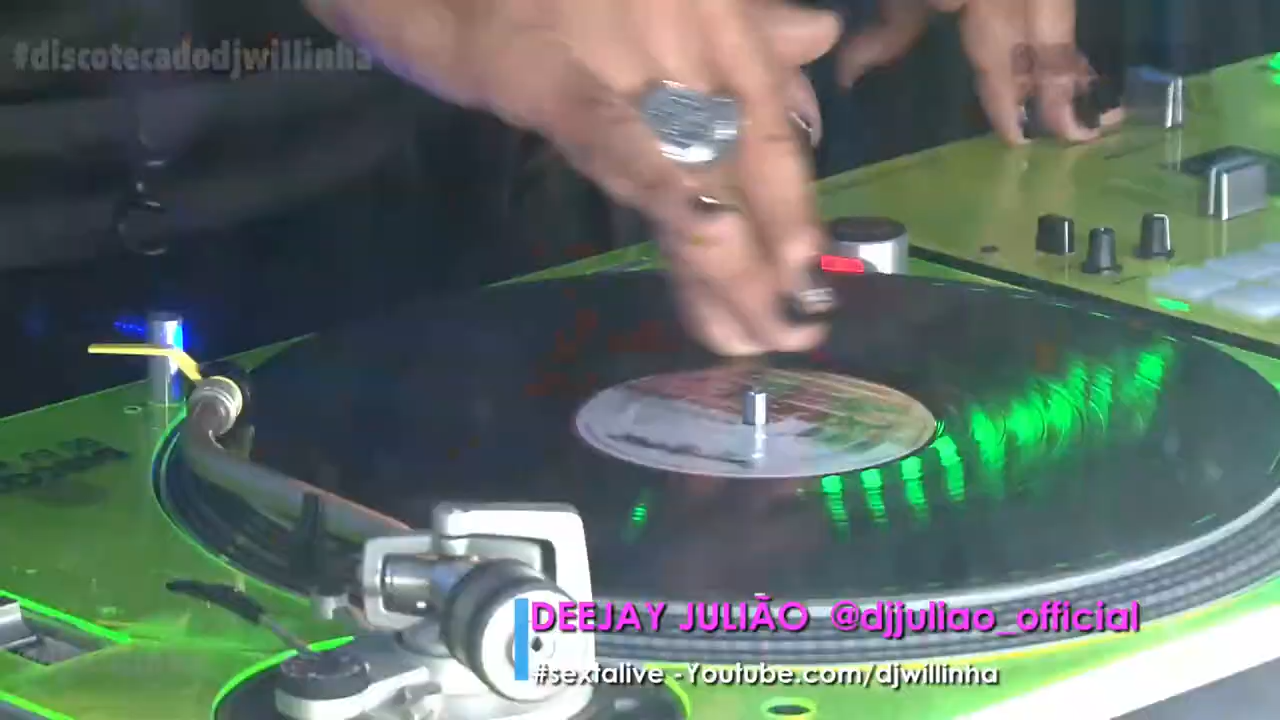 #discotecadodjwillinha
DEEJAY JULIÃO @djjuliao_official
#sextalive -Youtube.com/djwillinha